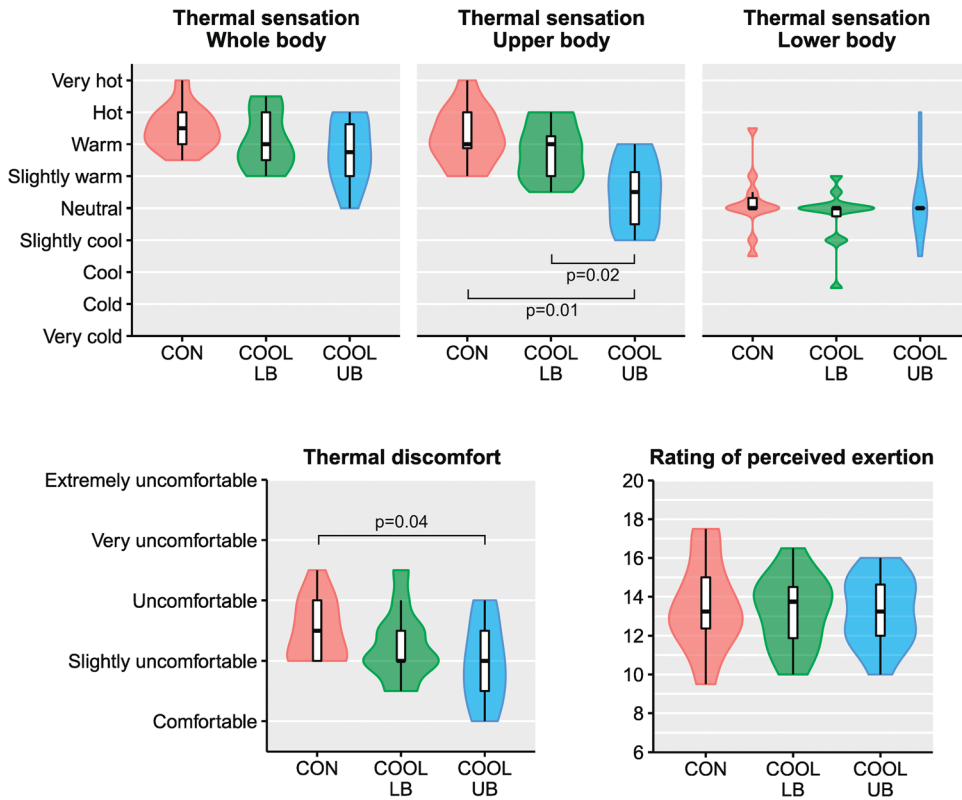 Thermal sensation
Whole body
Thermal sensation
Upper body
Thermal sensation
Lower body
Very hot
Hot
Warm
Slightly warm
Neutral
Slightly cool
Cool
Cold
Very cold
p=0.02
p=0.01
CON
COOL
LB
COOL
UB
CON
COOL
LB
COOL
UB
CON
COOL
LB
COOL
UB
Thermal discomfort
Extremely uncomfortable
Very uncomfortable
Uncomfortable
Slightly uncomfortable
Comfortable
p=0.04
CON
COOL
LB
COOL
UB
Rating of perceived exertion
20
18
16
14
12
10
8
6
CON
COOL
LB
COOL
UB